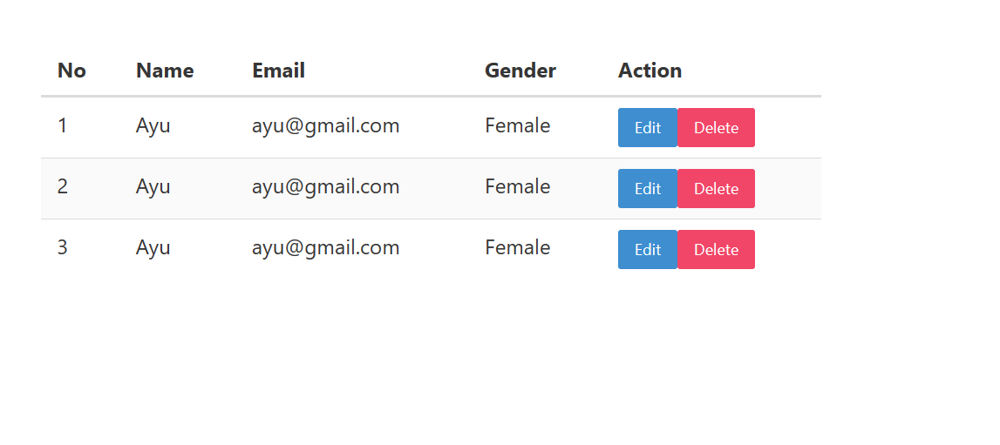 No Name Email Gender Action
1 Ayu ayu@gmail.com Female Edit Delete
2 Ayu ayu@gmail.com Female Edit Delete
3 Ayu ayu@gmail.com Female Edit Delete